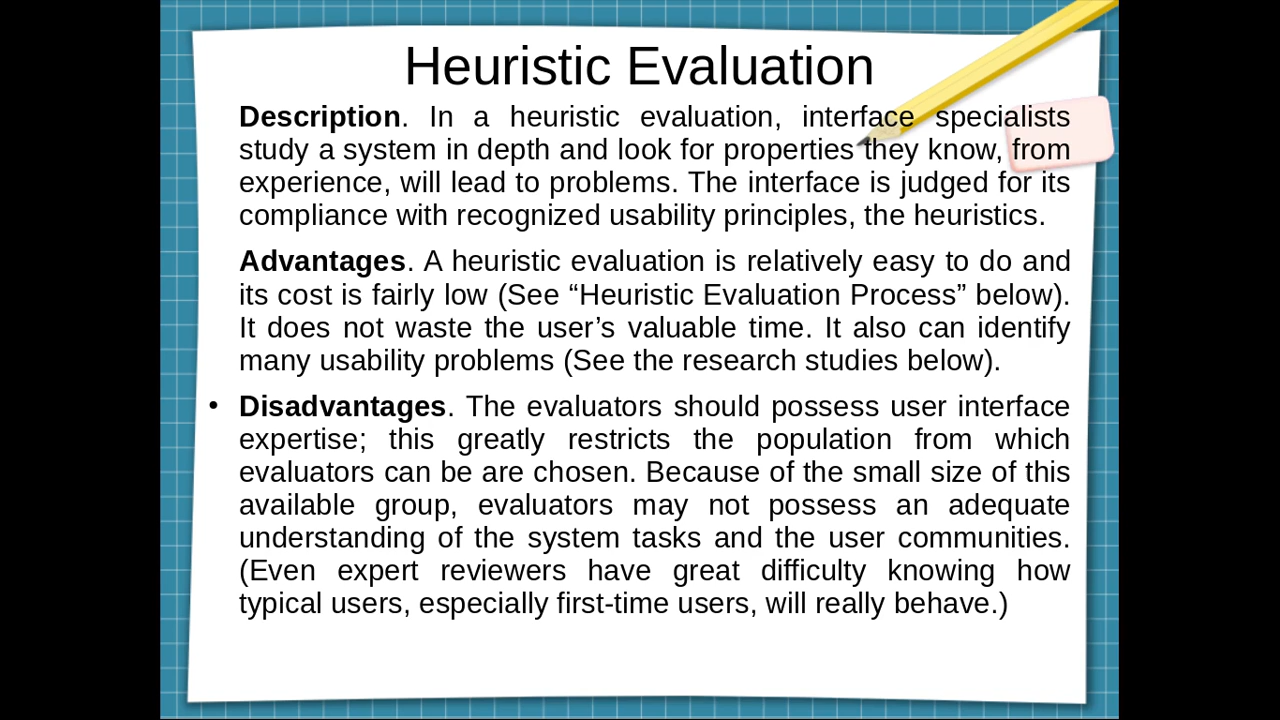 Heuristic Evaluation
Description. In a heuristic evaluation, interface specialists
study a system in depth and look for properties they know, from
experience, will lead to problems. The interface is judged for its
compliance with recognized usability principles, the heuristics.
Advantages. A heuristic evaluation is relatively easy to do and
its cost is fairly low (See “Heuristic Evaluation Process” below).
It does not waste the user’s valuable time. It also can identify
many usability problems (See the research studies below).
• Disadvantages. The evaluators should possess user interface
expertise; this greatly restricts the population from which
evaluators can be are chosen. Because of the small size of this
available group, evaluators may not possess an adequate
understanding of the system tasks and the user communities.
(Even expert reviewers have great difficulty knowing how
typical users, especially first-time users, will really behave.)